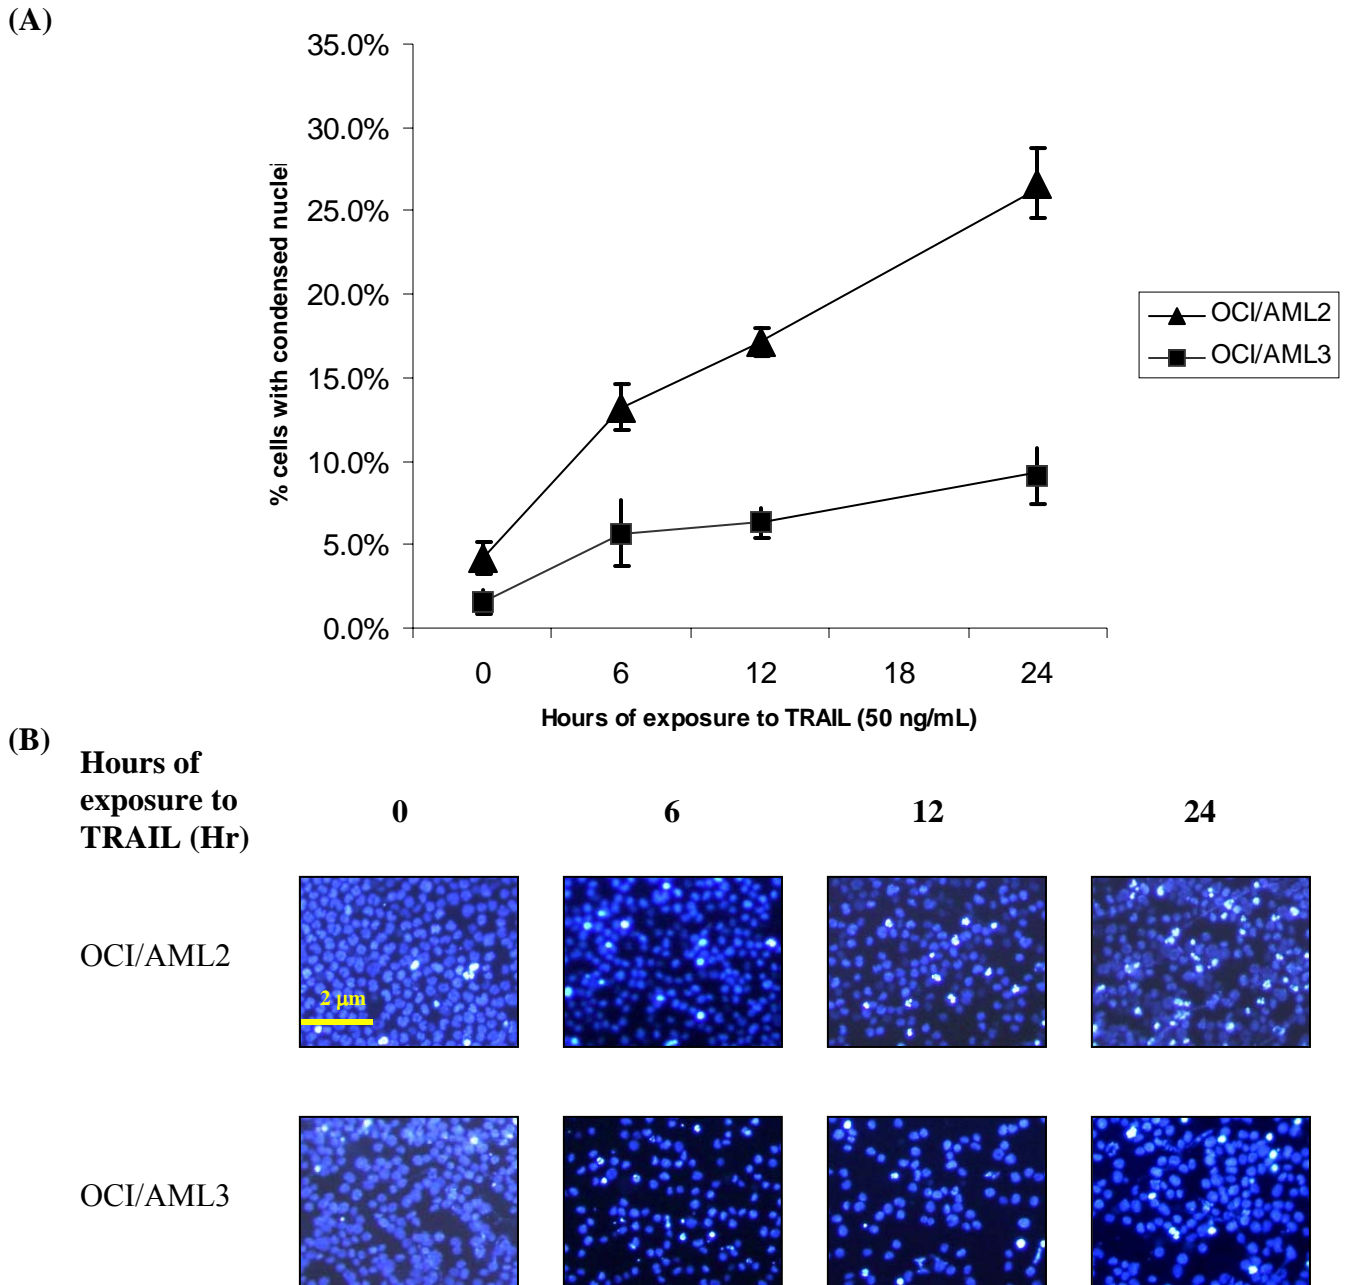 (A)
35.0%
30.0%
25.0%
20.0%
15.0%
10.0%
5.0%
0.0%
% cells with condensed nuclei
0 6 12 18 24
Hours of exposure to TRAIL (50 ng/mL)
OCI/AML2
OCI/AML3
(B)
Hours of
exposure to
TRAIL (Hr)
0 6 12 24
OCI/AML2
2 μm
OCI/AML3